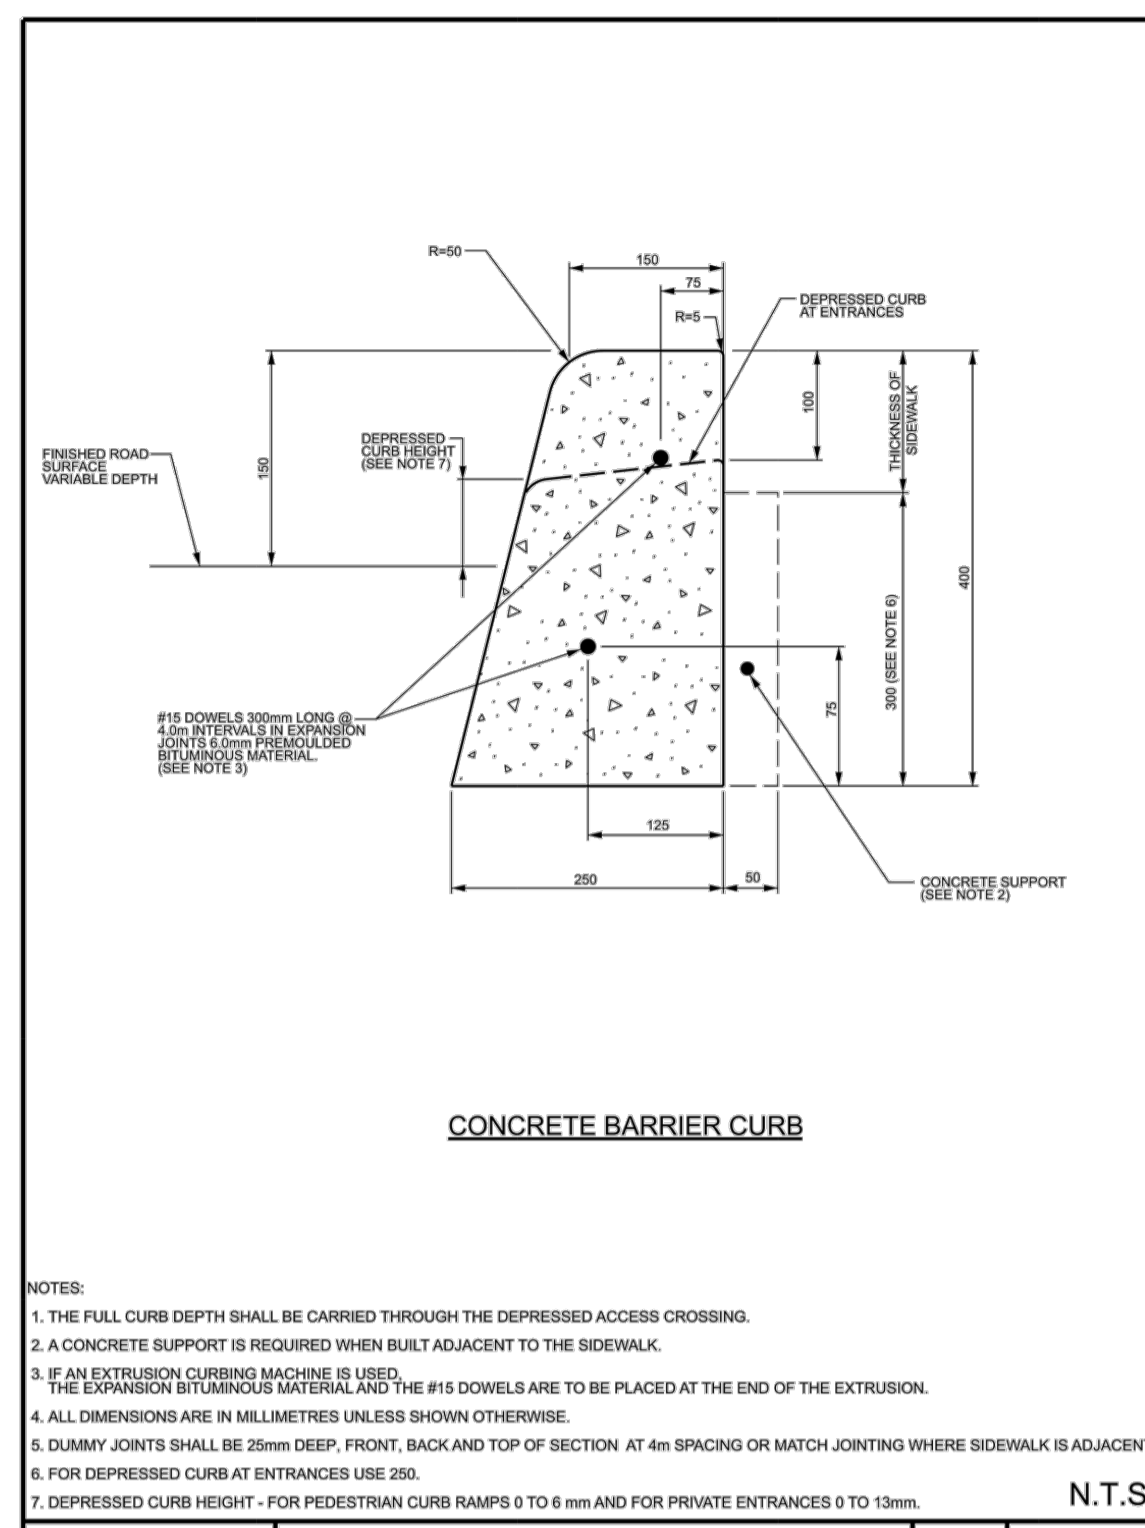 R=50
150
75
R=5
DEPRESSED CURB
AT ENTRANCES
100
THICKNESS OF
SIDEWALK
DEPRESSED
CURB HEIGHT
(SEE NOTE 7)
FINISHED ROAD
SURFACE
VARIABLE DEPTH
150
400
300 (SEE NOTE 6)
75
#15 DOWELS 300mm LONG @
4.0m INTERVALS IN EXPANSION
JOINTS 6.0mm PREMOULDED
BITUMINOUS MATERIAL.
(SEE NOTE 3)
125
250
50
CONCRETE SUPPORT
(SEE NOTE 2)
CONCRETE BARRIER CURB
NOTES:
1. THE FULL CURB DEPTH SHALL BE CARRIED THROUGH THE DEPRESSED ACCESS CROSSING.
2. A CONCRETE SUPPORT IS REQUIRED WHEN BUILT ADJACENT TO THE SIDEWALK.
3. IF AN EXTRUSION CURBING MACHINE IS USED,
THE EXPANSION BITUMINOUS MATERIAL AND THE #15 DOWELS ARE TO BE PLACED AT THE END OF THE EXTRUSION.
4. ALL DIMENSIONS ARE IN MILLIMETRES UNLESS SHOWN OTHERWISE.
5. DUMMY JOINTS SHALL BE 25mm DEEP, FRONT, BACK AND TOP OF SECTION AT 4m SPACING OR MATCH JOINTING WHERE SIDEWALK IS ADJACENT
6. FOR DEPRESSED CURB AT ENTRANCES USE 250.
7. DEPRESSED CURB HEIGHT - FOR PEDESTRIAN CURB RAMPS 0 TO 6 mm AND FOR PRIVATE ENTRANCES 0 TO 13mm.
N.T.S